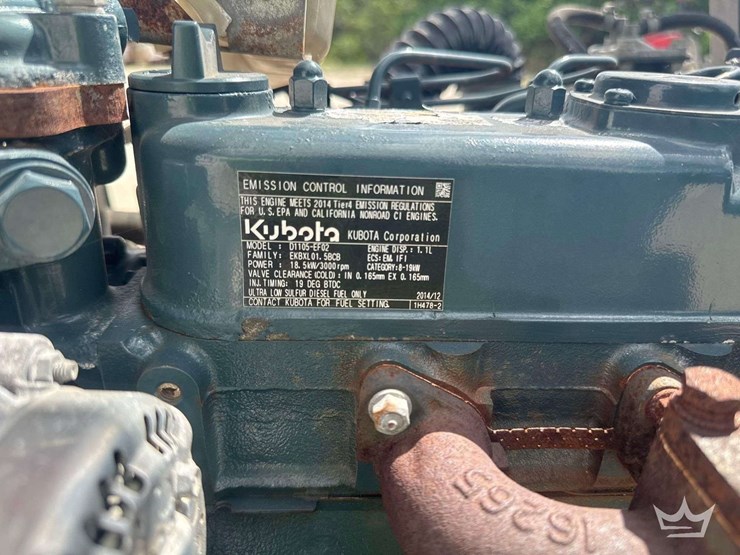 EMISSION CONTROL INFORMATION
THIS ENGINE MEETS 2014 Tier4 EMISSION REGULATIONS
FOR U.S.EPA AND CALIFORNIA NONROAD CI ENGINES.
Kubota KUBOTA Corporation
MODEL : D1105-EF02 ENGINE DISP.: 1.1L
FAMILY: EKBXL01.5BCB ECS:EM, IFI
POWER : 18.5kW/3000rpm CATEGORY:8-19kW
VALVE CLEARANCE (COLD) : IN 0.165mm EX 0.165mm
INJ.TIMING: 19 DEG BTDC
ULTRA LOW SULFUR DIESEL FUEL ONLY 2014/12
CONTACT KUBOTA FOR FUEL SETTING. 1H478-2
16265